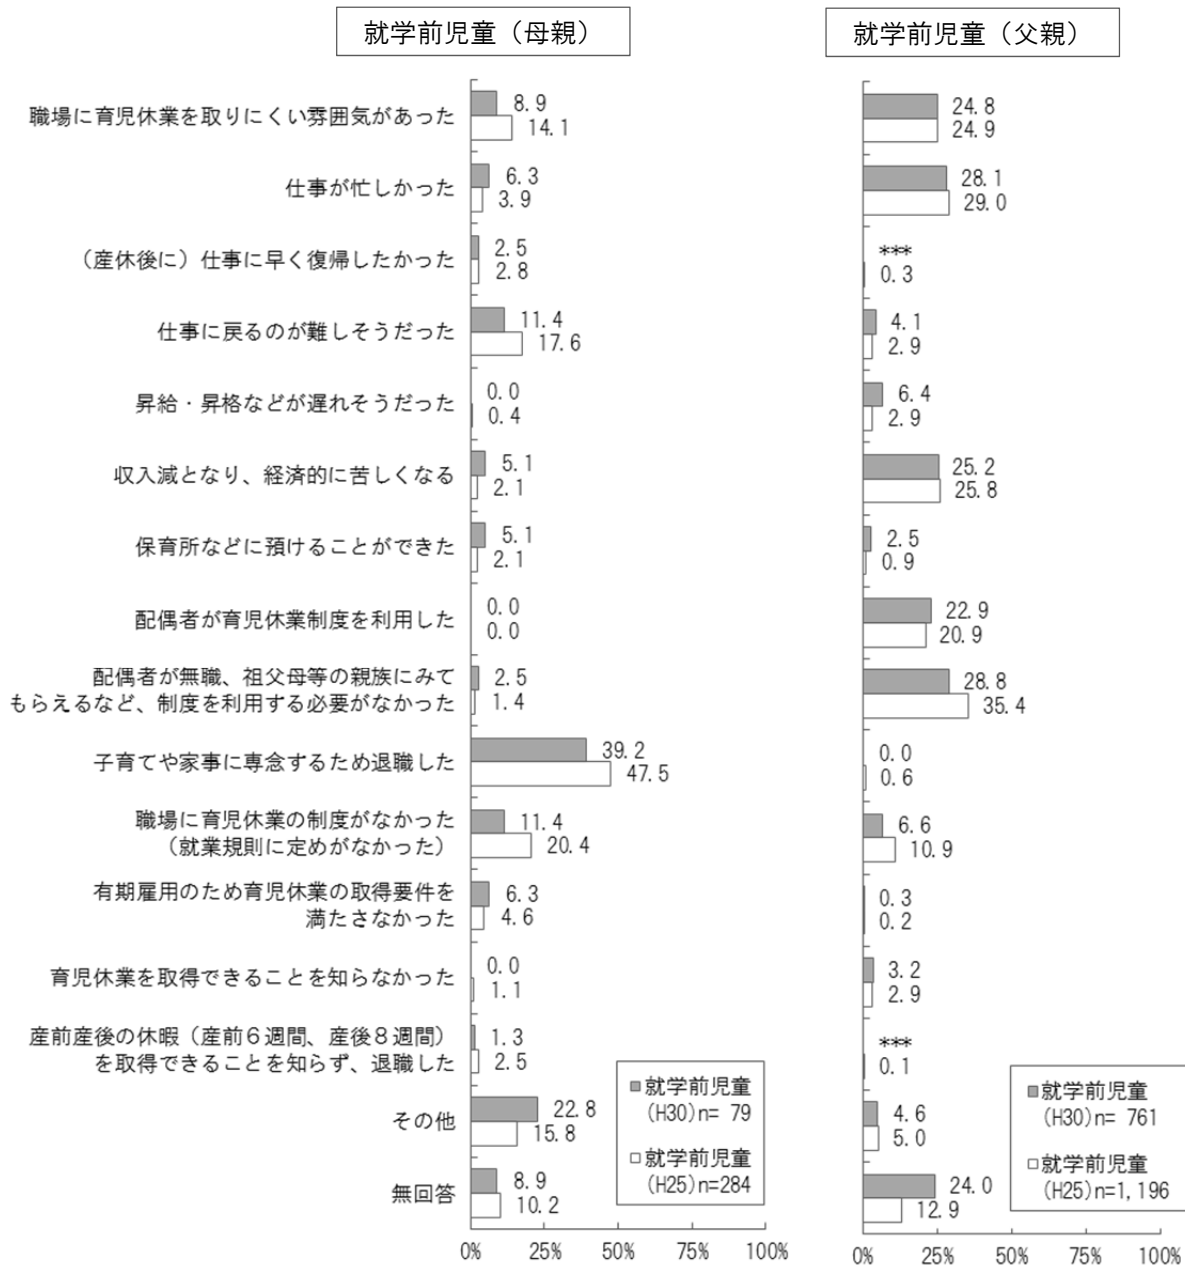 就学前児童（母親）
就学前児童（父親）
職場に育児休業を取りにくい雰囲気があった 8.9 24.8
14.1 24.9
仕事が忙しかった 6.3 28.1
3.9 29.0
（産休後に）仕事に早く復帰したかった 2.5 ***
2.8 0.3
仕事に戻るのが難しそうだった 11.4 4.1
17.6 2.9
昇給・昇格などが遅れそうだった 0.0 6.4
0.4 2.9
収入減となり、経済的に苦しくなる 5.1 25.2
2.1 25.8
保育所などに預けることができた 5.1 2.5
2.1 0.9
配偶者が育児休業制度を利用した 0.0 22.9
0.0 20.9
配偶者が無職、祖父母等の親族にみて 2.5 28.8
もらえるなど、制度を利用する必要がなかった 1.4 35.4
子育てや家事に専念するため退職した 39.2 0.0
47.5 0.6
職場に育児休業の制度がなかった 11.4 6.6
（就業規則に定めがなかった） 20.4 10.9
有期雇用のため育児休業の取得要件を 6.3 0.3
満たさなかった 4.6 0.2
育児休業を取得できることを知らなかった 0.0 3.2
1.1 2.9
産前産後の休暇（産前６週間、産後８週間） 1.3 ***
を取得できることを知らず、退職した 2.5 0.1
その他 22.8 4.6
15.8 5.0
無回答 8.9 24.0
10.2 12.9
就学前児童
(H30)n= 79
就学前児童
(H25)n=284
就学前児童
(H30)n= 761
就学前児童
(H25)n=1,196
0% 25% 50% 75% 100%
0% 25% 50% 75% 100%